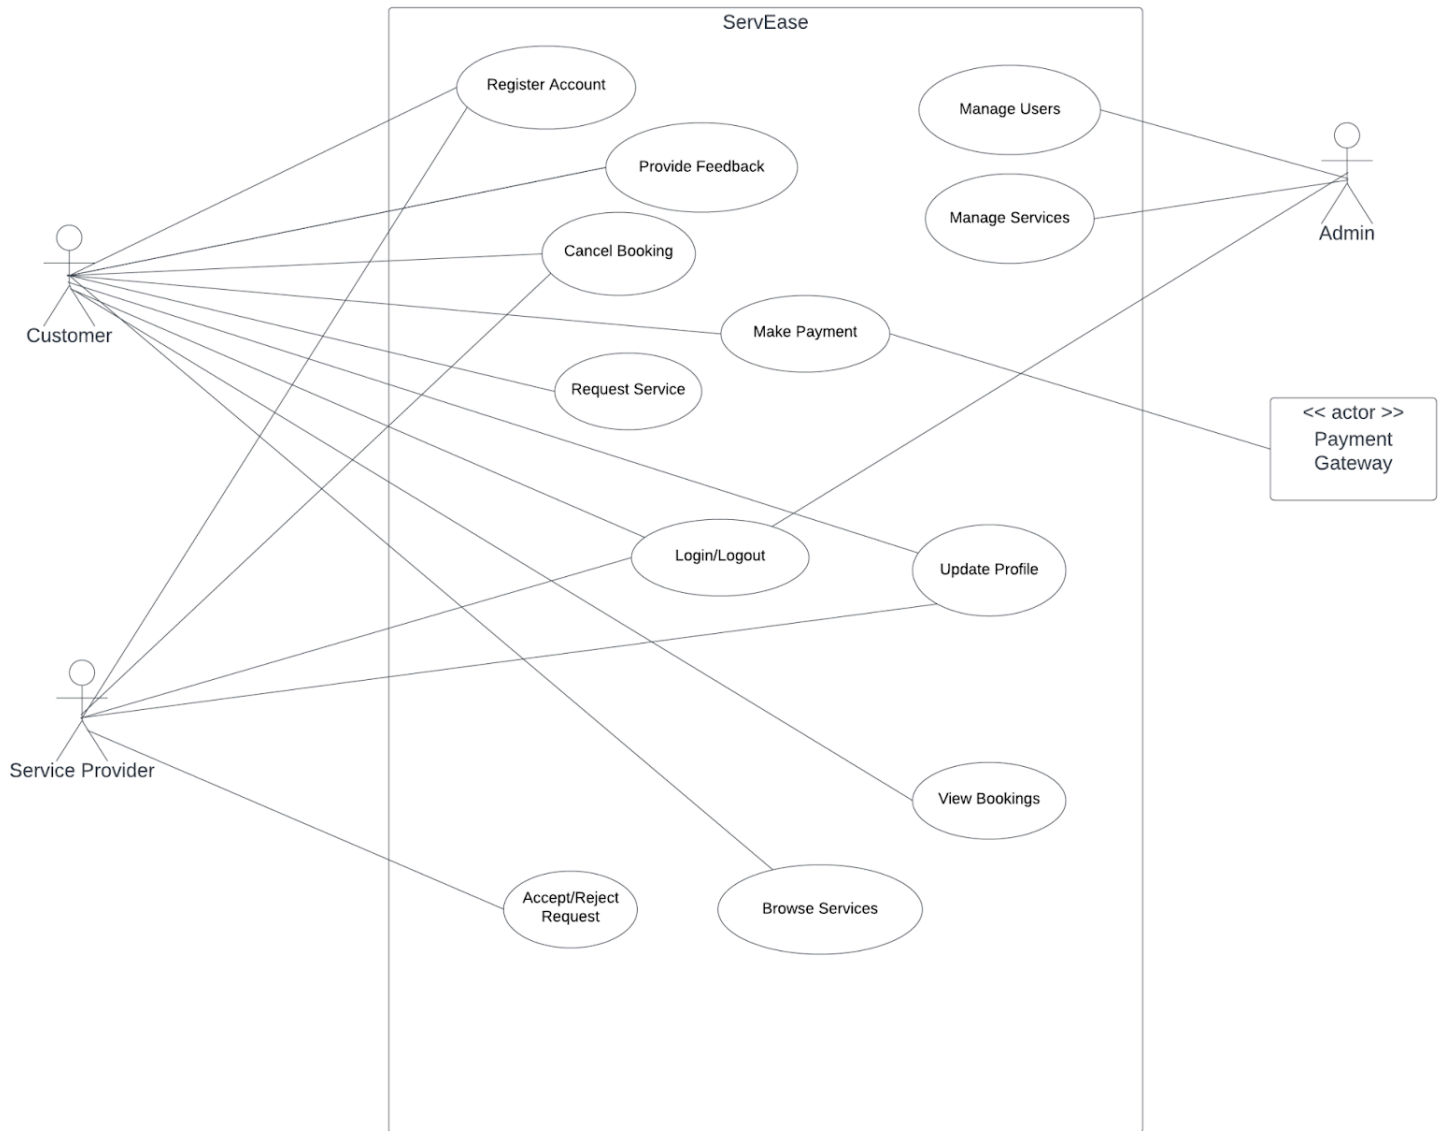 ServEase
Register Account
Manage Users
Provide Feedback
Manage Services
Admin
Cancel Booking
Customer
Make Payment
Request Service
<< actor >>
Payment
Gateway
Login/Logout
Update Profile
Service Provider
View Bookings
Accept/Reject
Request
Browse Services